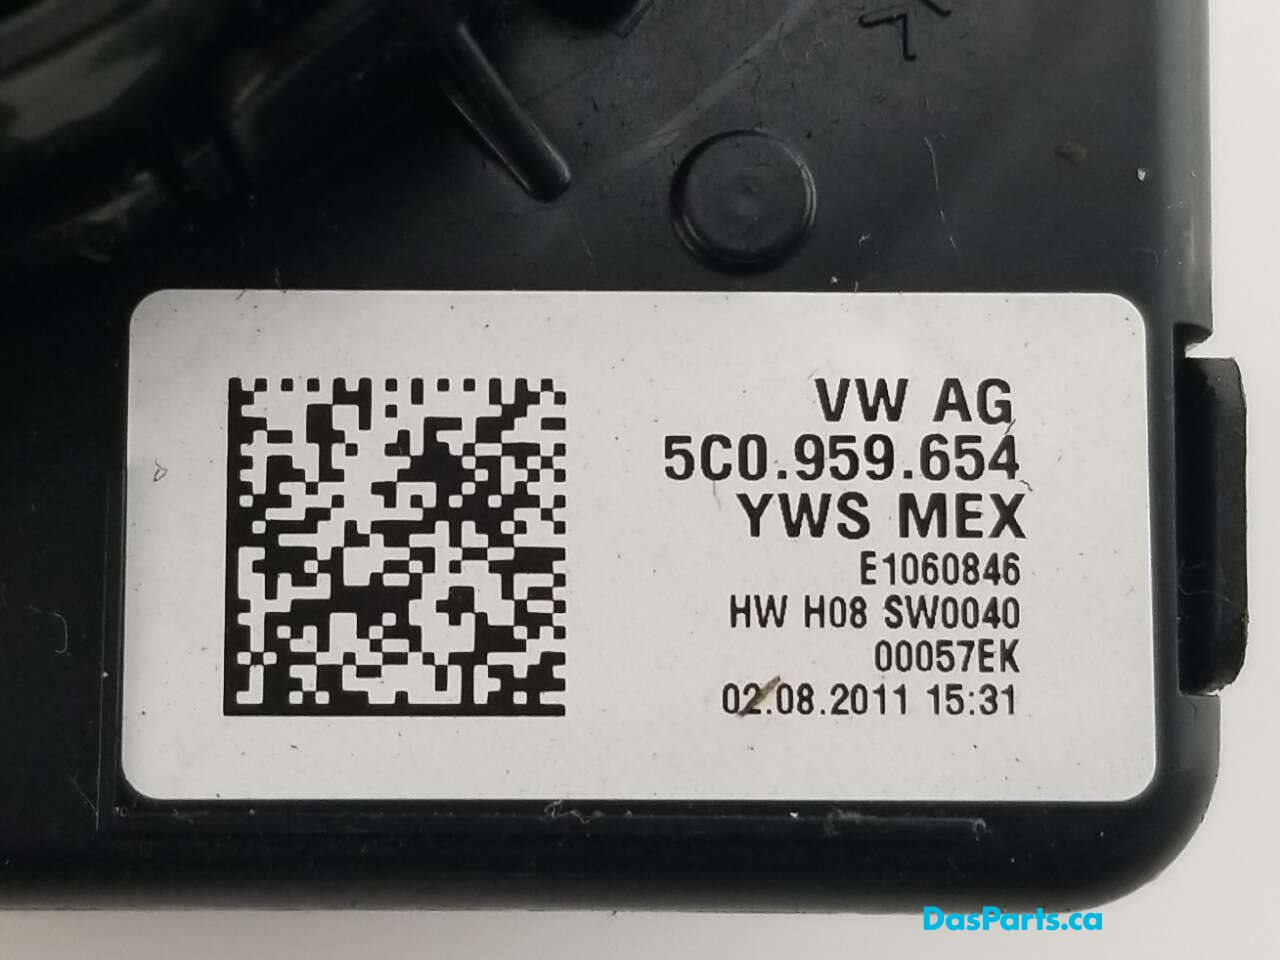 VW AG
5C0.959.654
YWS MEX
E1060846
HW H08 SW0040
00057EK
02.08.2011 15:31
DasParts.ca